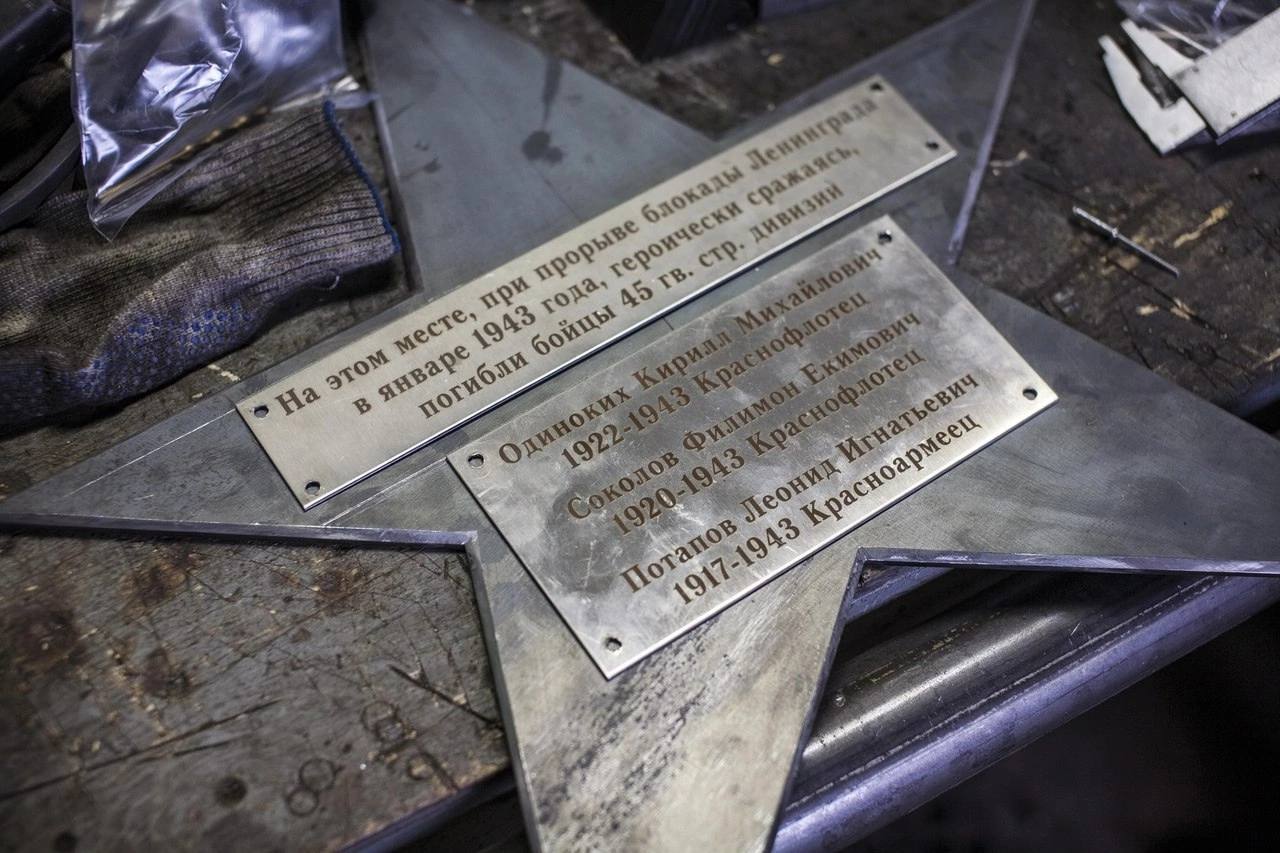 На этом месте, при прорыве блокады Ленинграда
в январе 1943 года, героически сражаясь,
погибли бойцы 45 гв. стр. дивизий
Одиноких Кирилл Михайлович
1922-1943 Краснофлотец
Соколов Филимон Екимович
1920-1943 Краснофлотец
Потапов Леонид Игнатьевич
1917-1943 Красноармеец